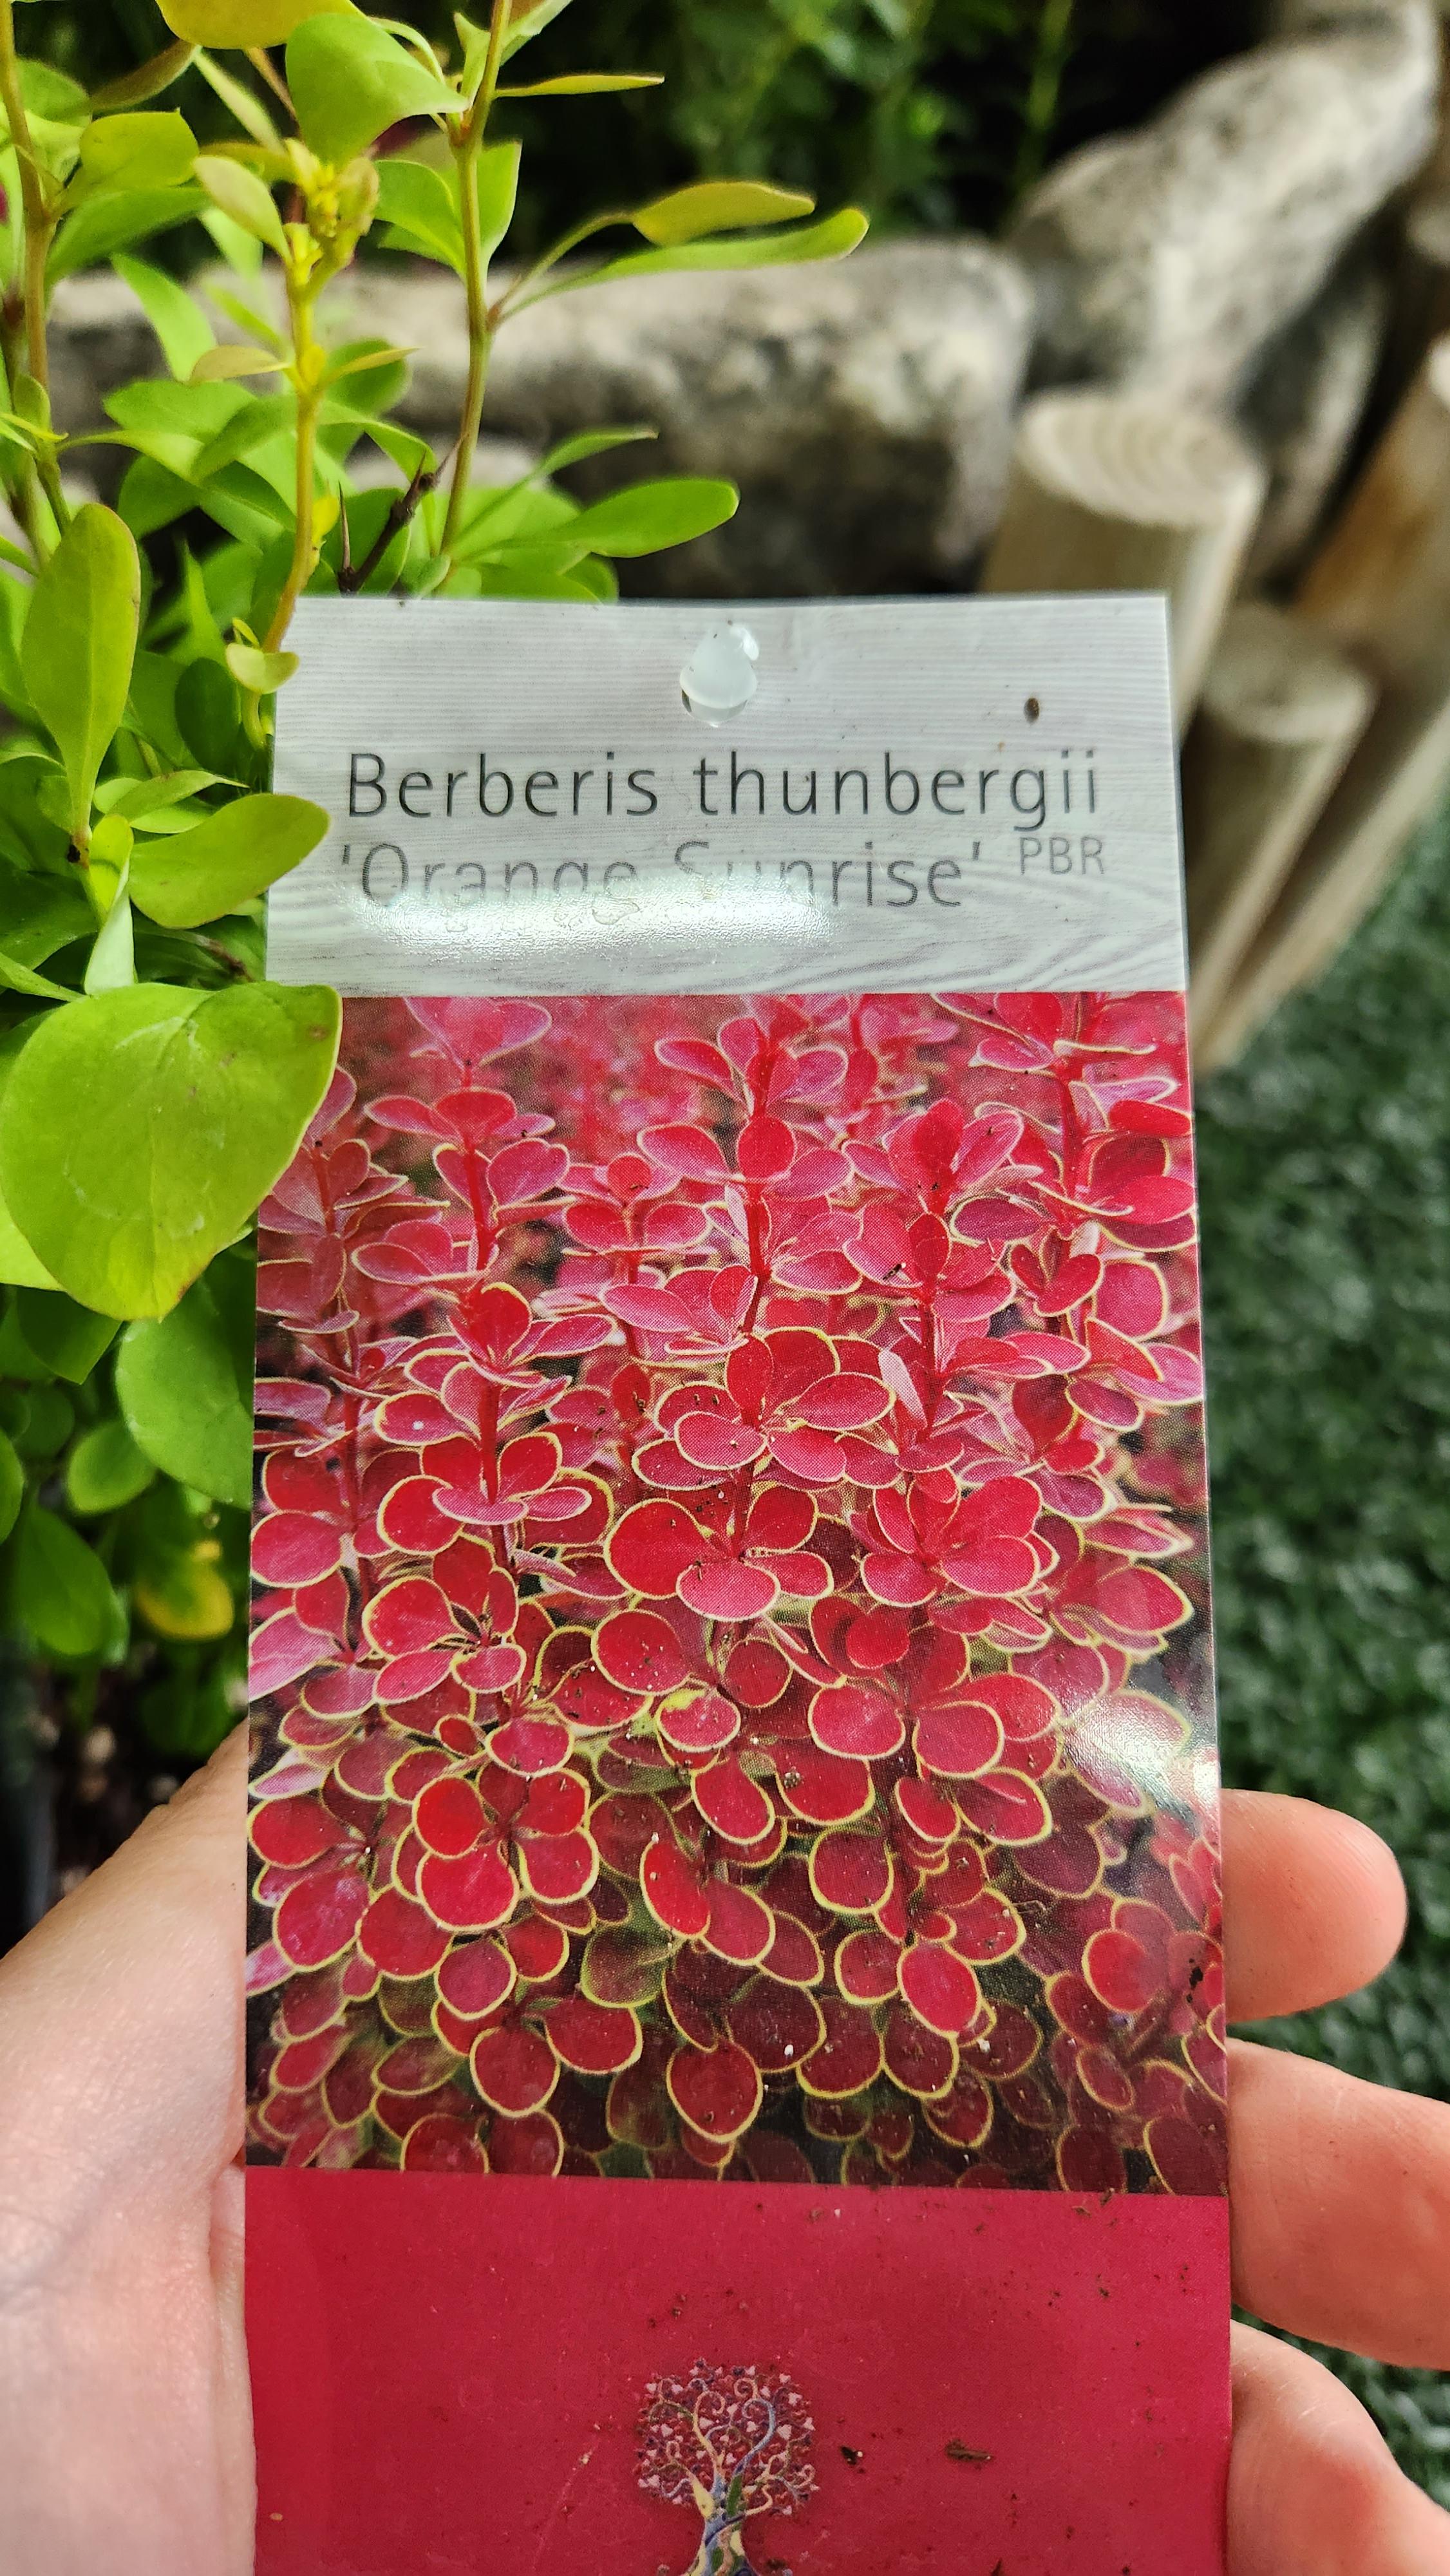 Berberis thunbergii
'Orange Sunrise' PBR